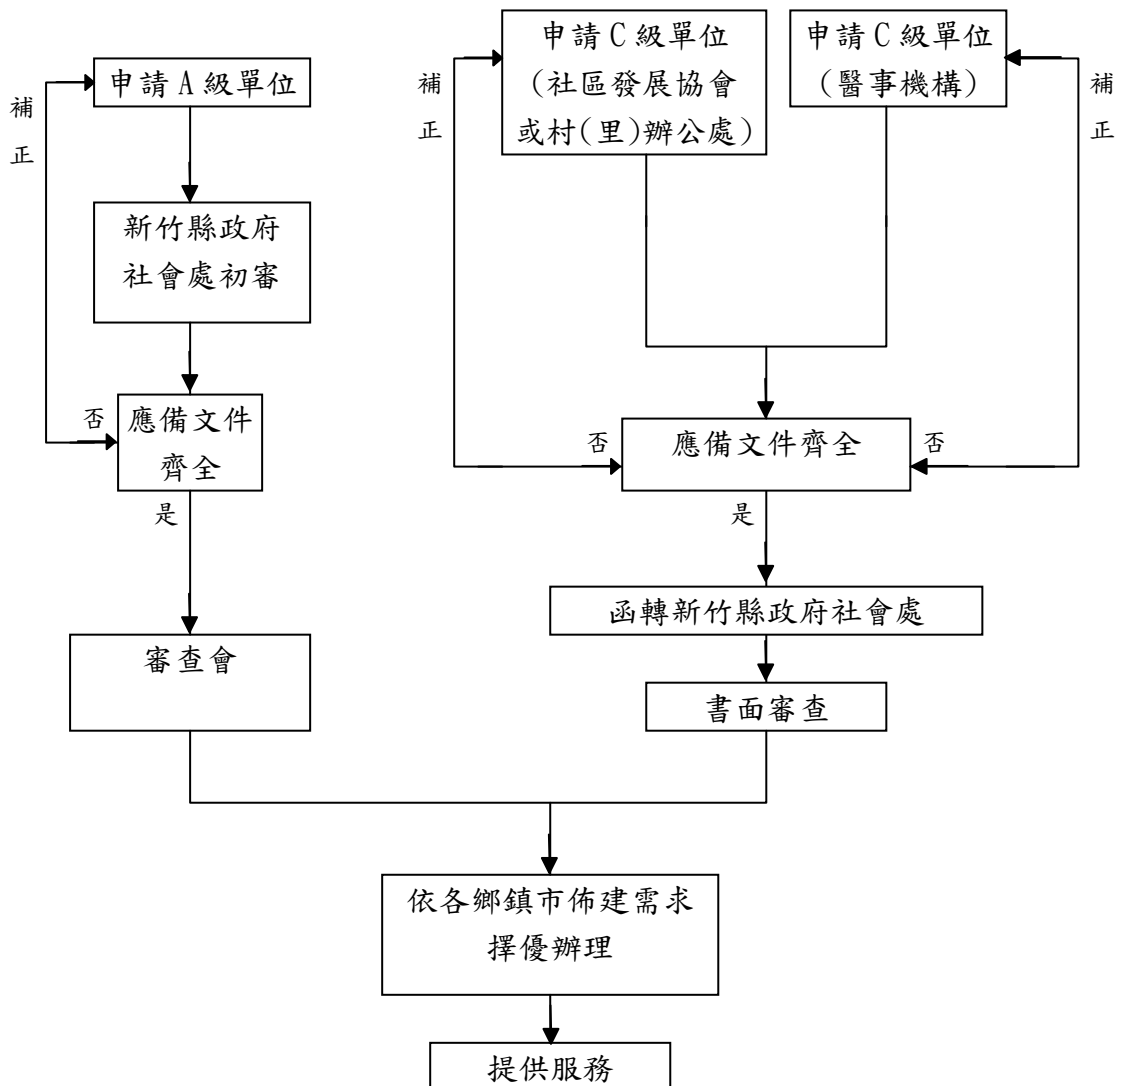 申請A級單位
補
正
新竹縣政府
社會處初審
否
應備文件
齊全
是
審查會
申請C級單位
(社區發展協會
或村(里)辦公處)
補
正
申請C級單位
(醫事機構)
補
正
否
應備文件齊全
否
是
函轉新竹縣政府社會處
書面審查
依各鄉鎮市佈建需求
擇優辦理
提供服務